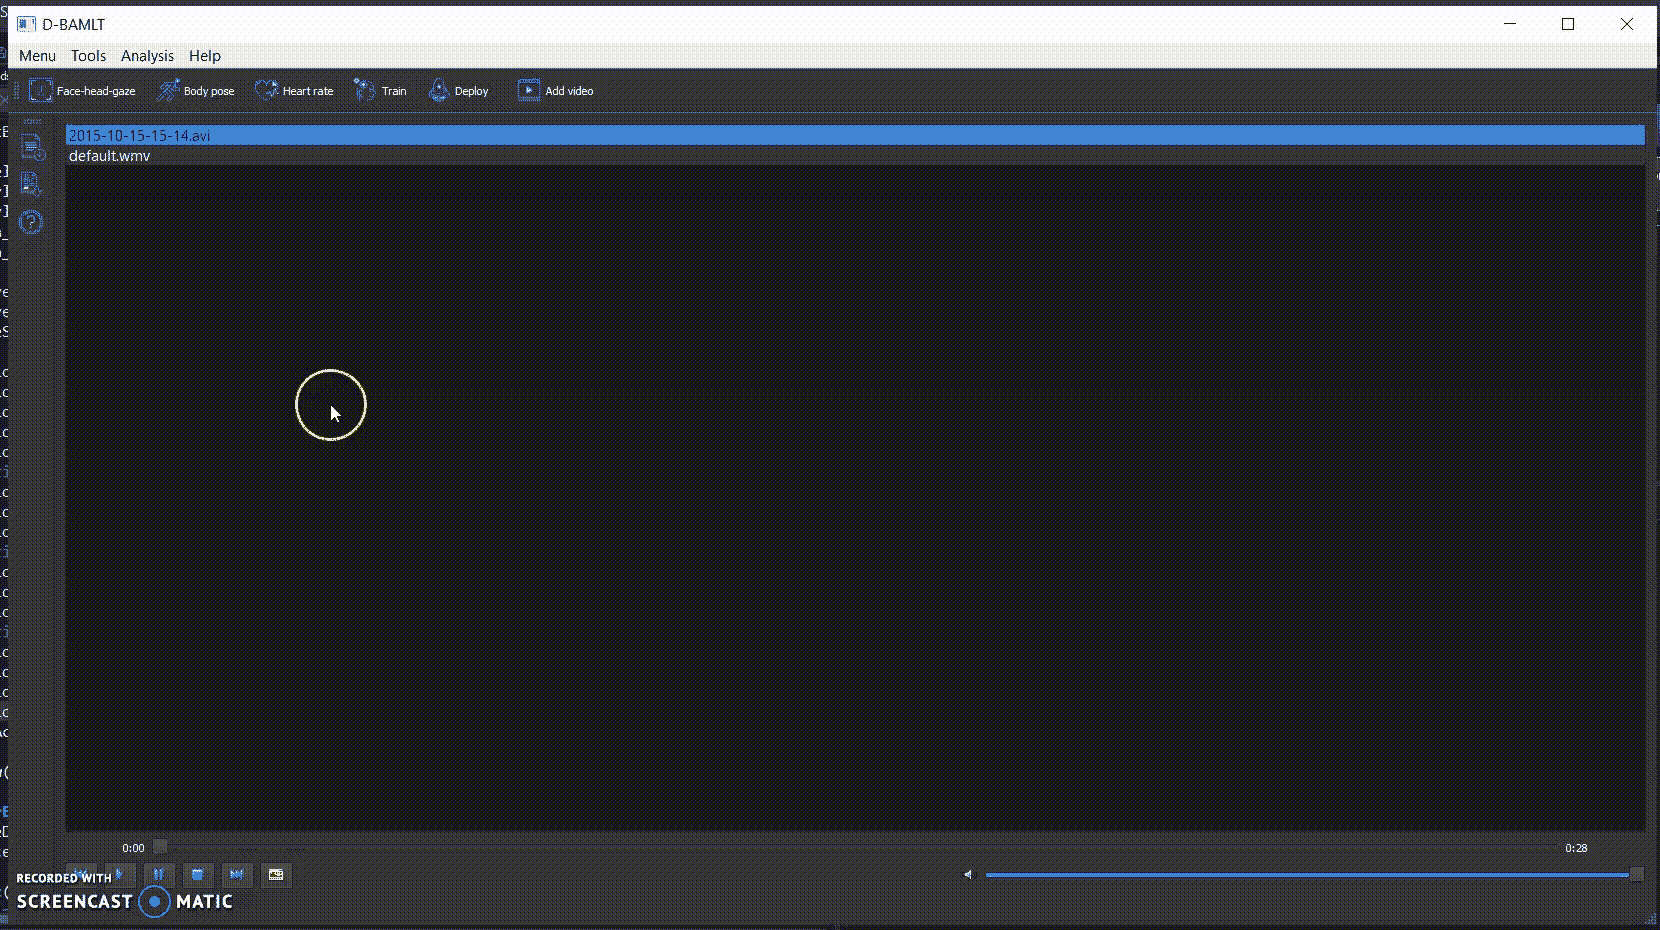 D-BAMLT
Menu Tools Analysis Help
Face-head-gaze Body pose Heart rate Train Deploy Add video
2015-10-15-15-14.avi
default.wmv
0:00 0:28
RECORDED WITH
SCREENCAST MATIC